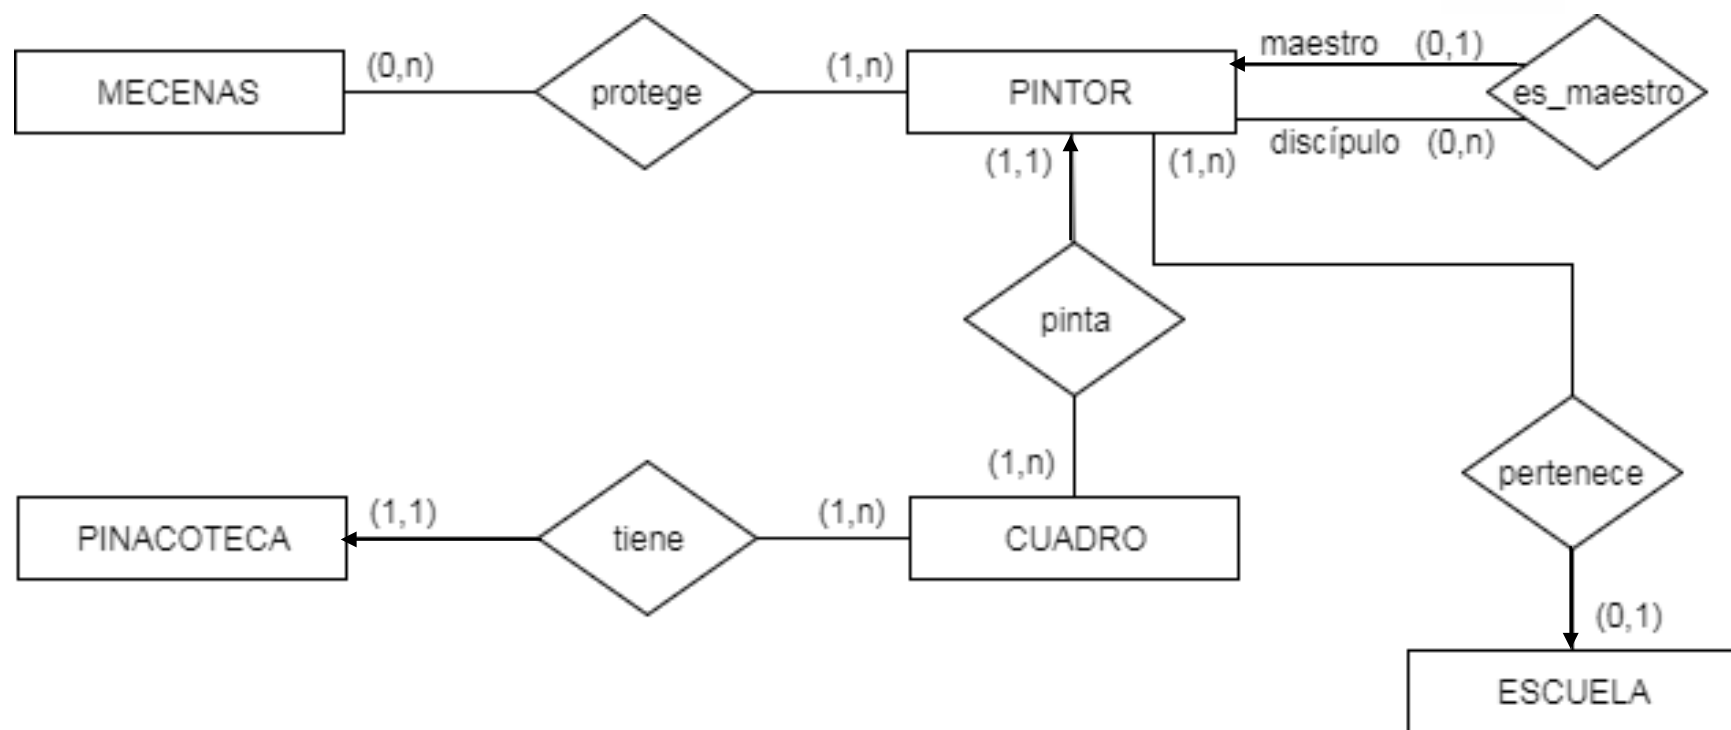 maestro (0,1)
MECENAS (0,n) protege (1,n) PINTOR es_maestro
discípulo (0,n)
(1,1) (1,n)
pinta
(1,n)
pertenece
PINACOTECA (1,1) tiene (1,n) CUADRO
(0,1)
ESCUELA